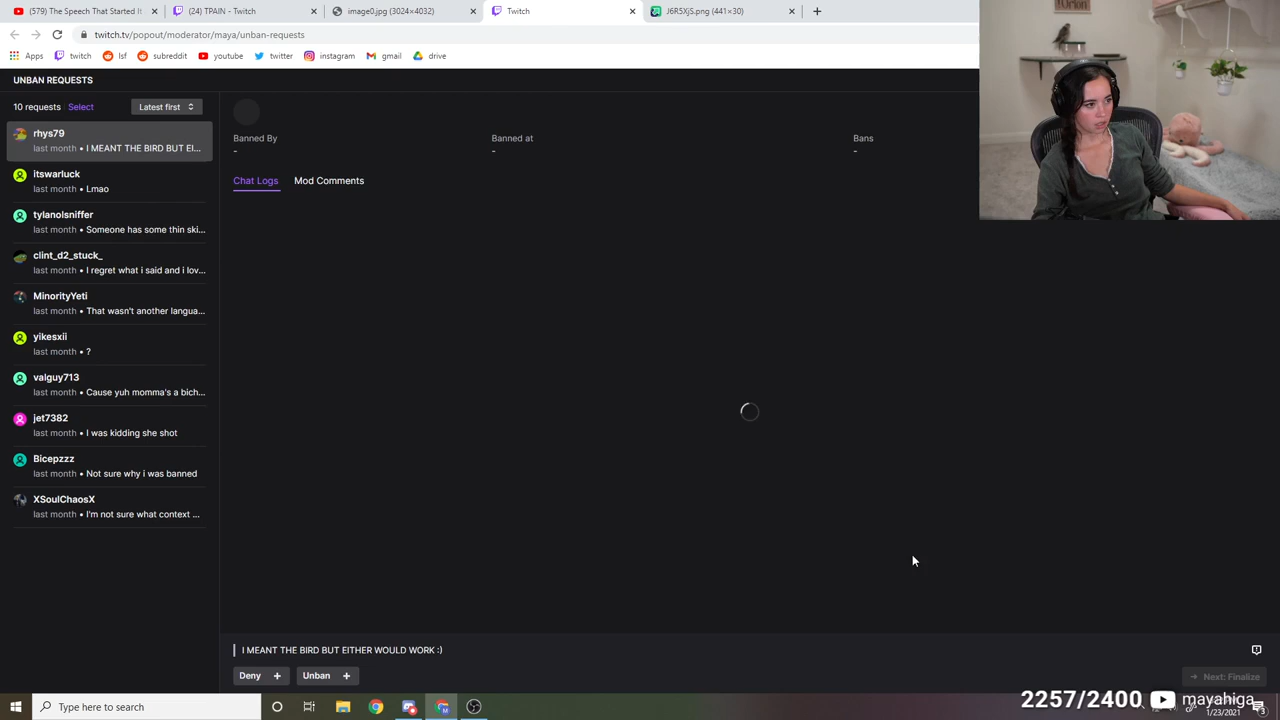 (579) The Speech That Started It
(24) TPAIN - Twitch
image0.jpg (3024×4032)
Twitch
J6R5XjS.png (441×30)
twitch.tv/popout/moderator/maya/unban-requests
Apps
twitch
lsf
subreddit
youtube
twitter
instagram
gmail
drive
UNBAN REQUESTS
10 requests
Select
Latest first
rhys79
last month • I MEANT THE BIRD BUT EI...
itswarluck
last month • Lmao
tylanolsniffer
last month • Someone has some thin ski...
clint_d2_stuck_
last month • I regret what i said and i lov...
MinorityYeti
last month • That wasn't another langua...
yikesxii
last month • ?
valguy713
last month • Cause yuh momma's a bich...
jet7382
last month • I was kidding she shot
Bicepzzz
last month • Not sure why i was banned
XSoulChaosX
last month • I'm not sure what context ...
Banned By
-
Banned at
-
Bans
-
Chat Logs
Mod Comments
I MEANT THE BIRD BUT EITHER WOULD WORK :)
Deny +
Unban +
Next: Finalize
Type here to search
2257/2400
mayahiga
1/23/2021